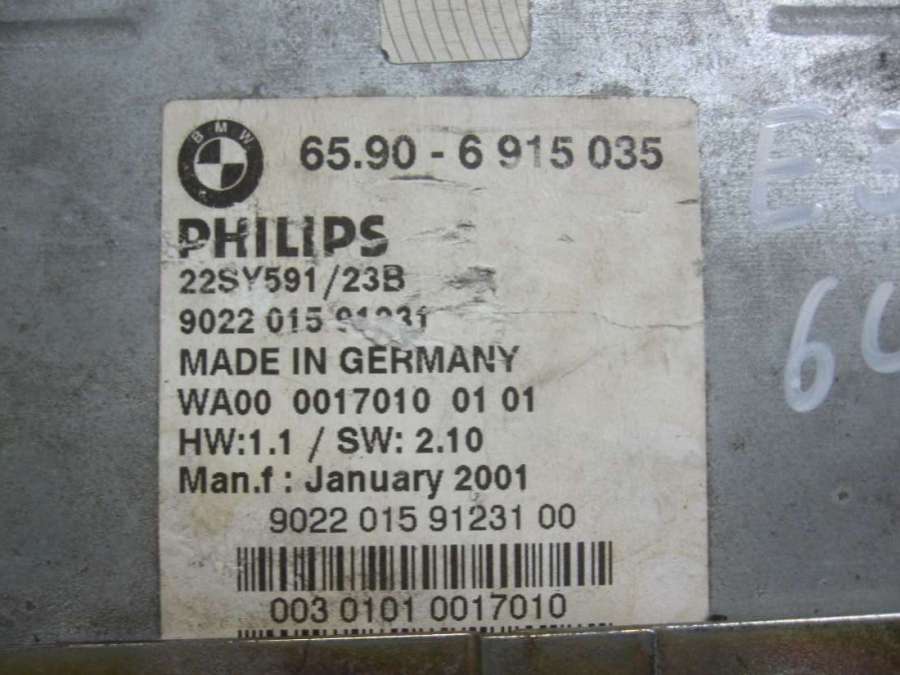 BMW
65.90 - 6 915 035
PHILIPS
22SY591/23B
9022 015 91231
MADE IN GERMANY
WA00 0017010 01 01
HW:1.1 / SW: 2.10
Man.f : January 2001
9022 015 91231 00
003 0101 0017010